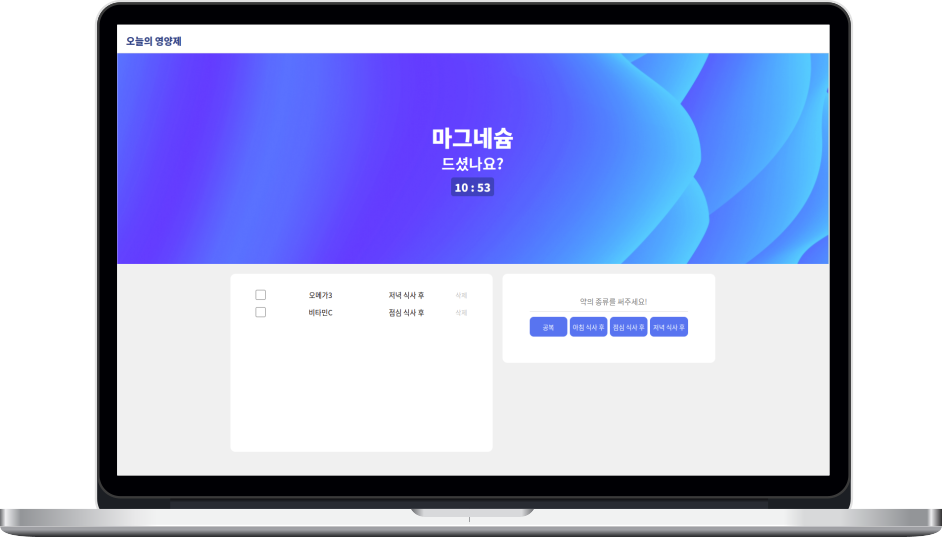 오늘의 영양제
마그네슘
드셨나요?
10 : 53
오메가3 저녁 식사 후 삭제
비타민C 점심 식사 후 삭제
약의 종류를 써주세요!
공복 아침 식사 후 점심 식사 후 저녁 식사 후